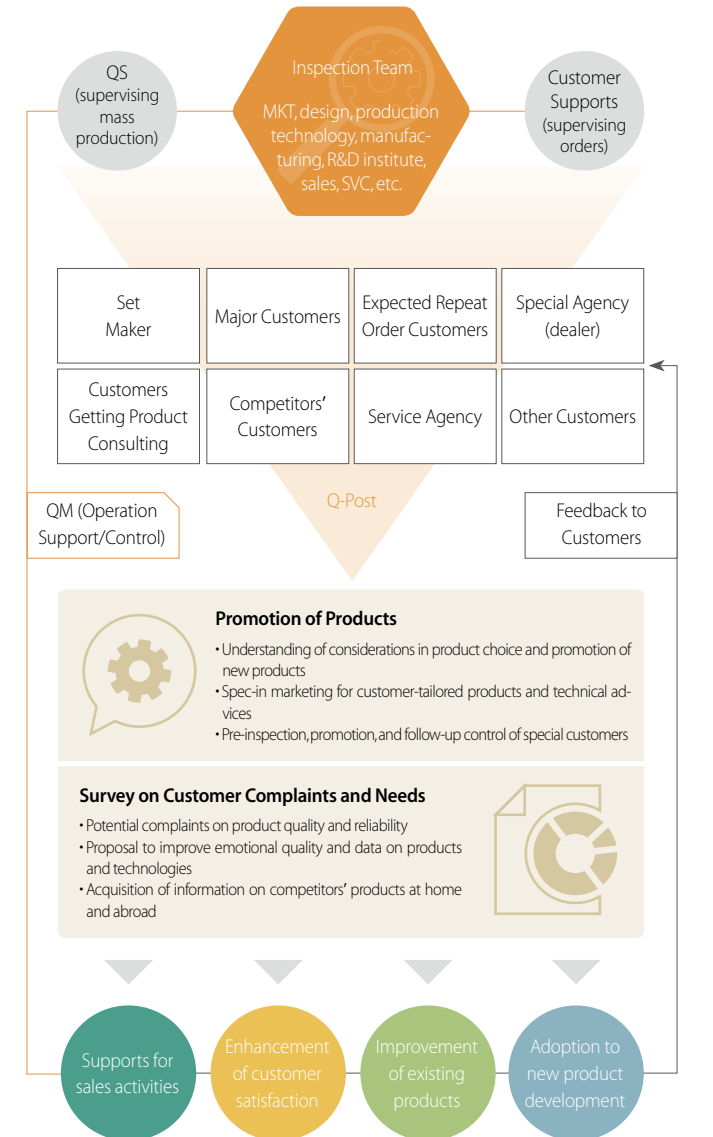 QS
(supervising
mass
production)
Inspection Team
MKT, design, production
technology, manufac-
turing, R&D institute,
sales, SVC, etc.
Customer
Supports
(supervising
orders)
Set
Maker
Major Customers
Expected Repeat
Order Customers
Special Agency
(dealer)
Customers
Getting Product
Consulting
Competitors’
Customers
Service Agency
Other Customers
Q-Post
QM (Operation
Support/Control)
Feedback to
Customers
Promotion of Products
• Understanding of considerations in product choice and promotion of
new products
• Spec-in marketing for customer-tailored products and technical ad-
vices
• Pre-inspection, promotion, and follow-up control of special customers
Survey on Customer Complaints and Needs
• Potential complaints on product quality and reliability
• Proposal to improve emotional quality and data on products
and technologies
• Acquisition of information on competitors’ products at home
and abroad
Supports for
sales activities
Enhancement
of customer
satisfaction
Improvement
of existing
products
Adoption to
new product
development